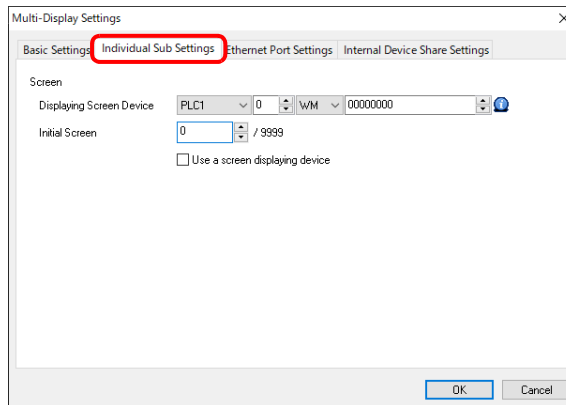 Multi-Display Settings
Basic Settings Individual Sub Settings Ethernet Port Settings Internal Device Share Settings
Screen
Displaying Screen Device PLC1 0 WM 00000000
Initial Screen 0 / 9999
Use a screen displaying device
OK Cancel